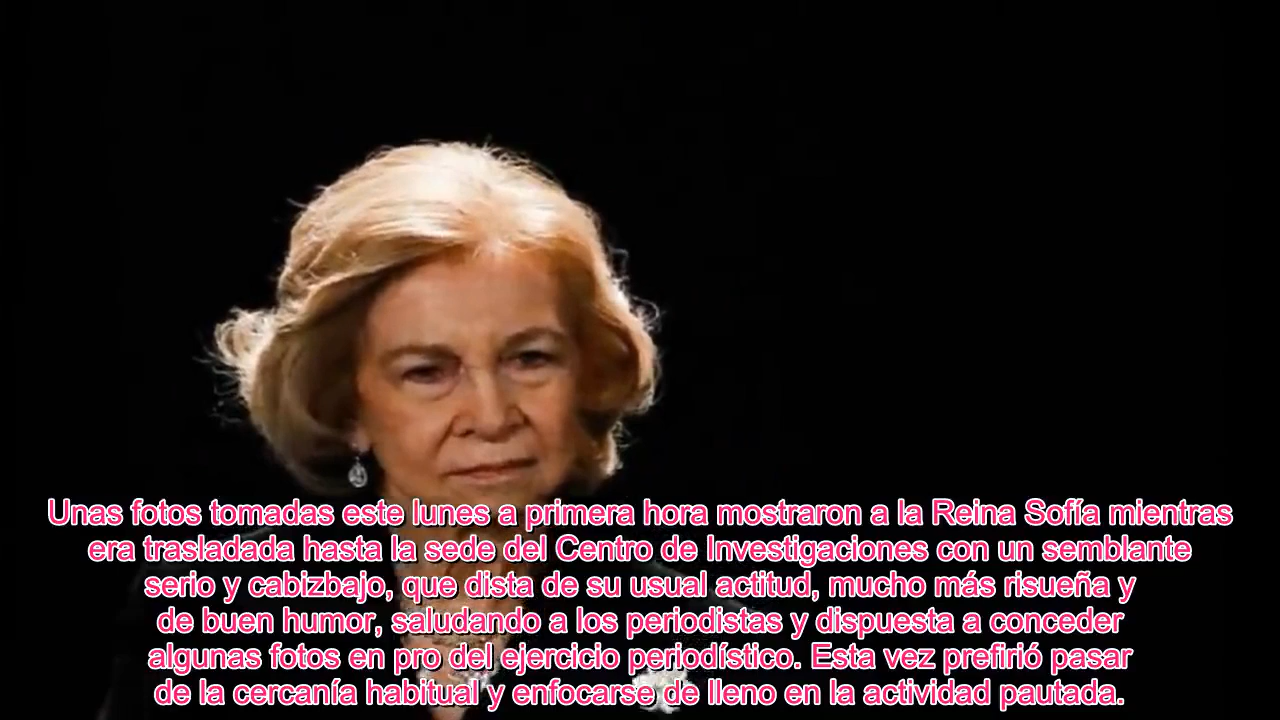 Unas fotos tomadas este lunes a primera hora mostraron a la Reina Sofía mientras
era trasladada hasta la sede del Centro de Investigaciones con un semblante
serio y cabizbajo, que dista de su usual actitud, mucho más risueña y
de buen humor, saludando a los periodistas y dispuesta a conceder
algunas fotos en pro del ejercicio periodístico. Esta vez prefirió pasar
de la cercanía habitual y enfocarse de lleno en la actividad pautada.